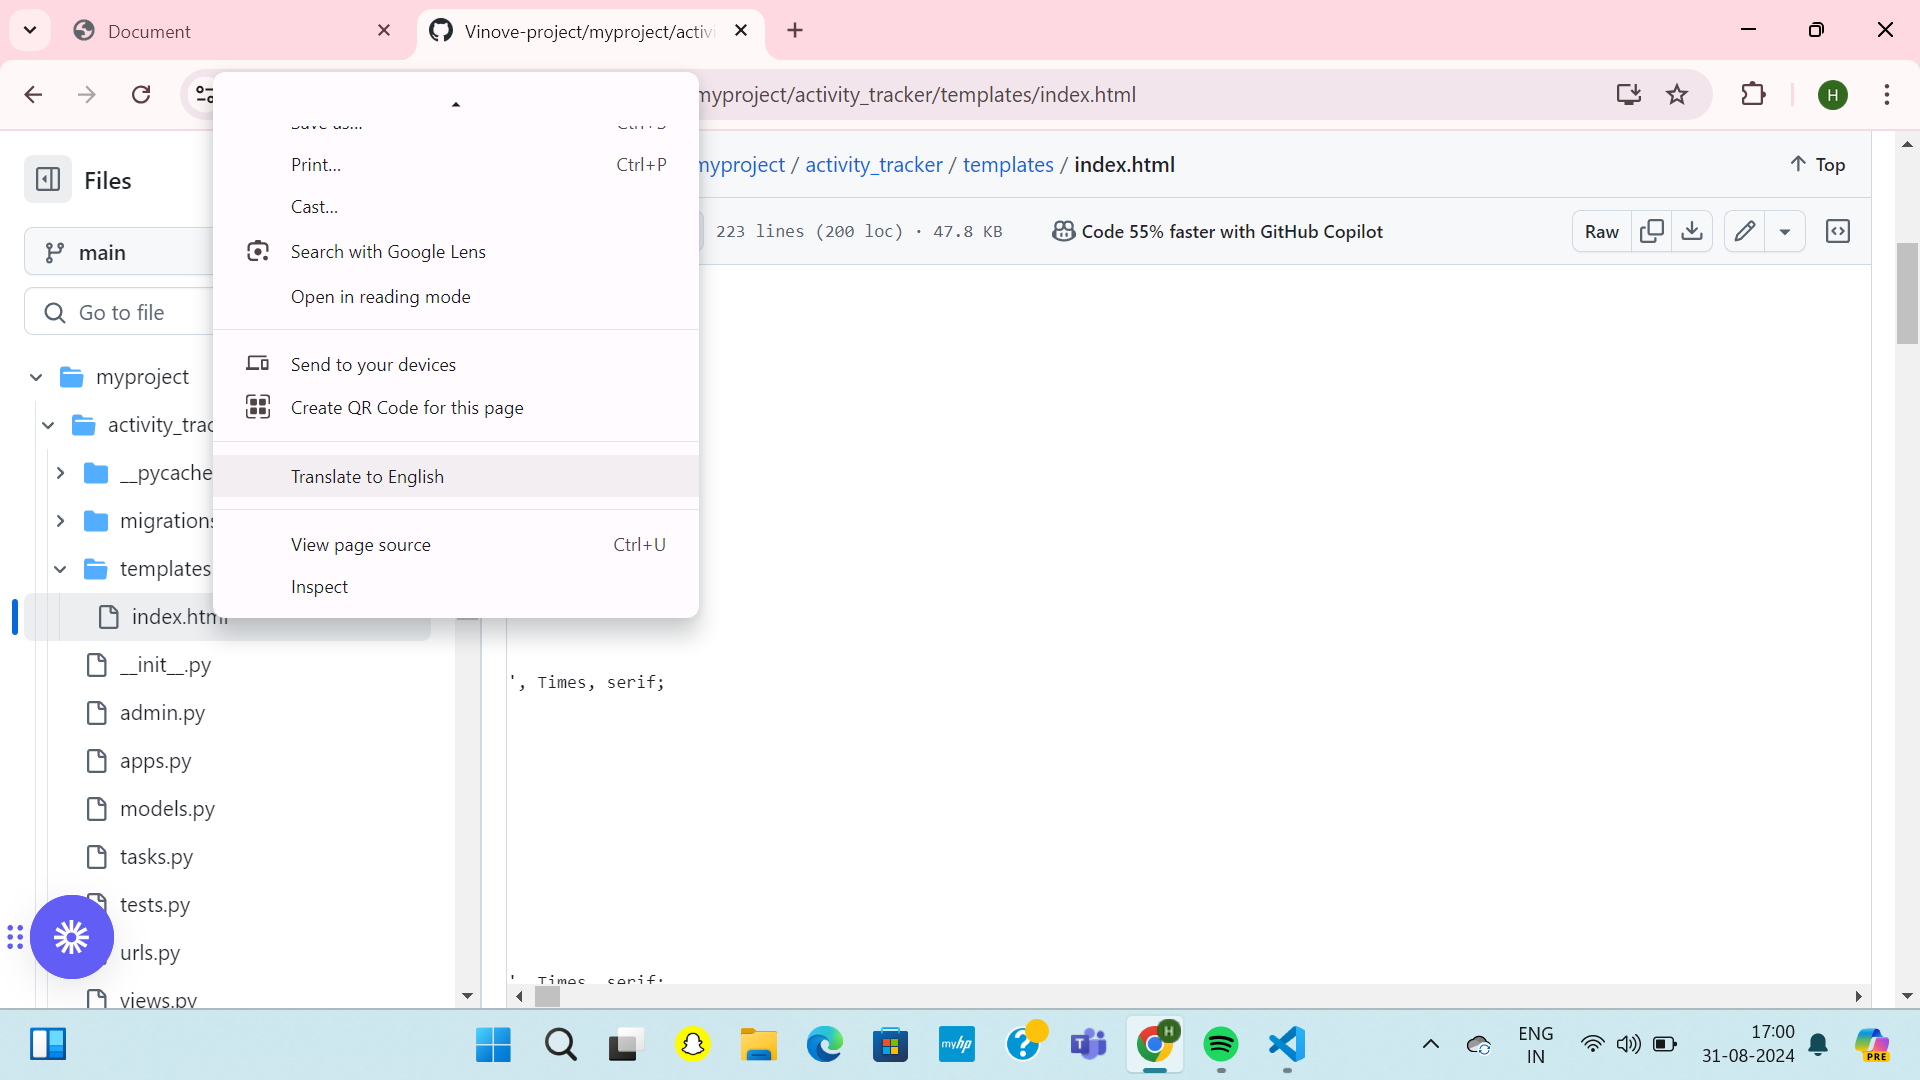 Document
Vinove-project/myproject/activi
myproject/activity_tracker/templates/index.html
H
Save as... Ctrl+S
Print... Ctrl+P
Cast...
Search with Google Lens
Open in reading mode
Send to your devices
Create QR Code for this page
Translate to English
View page source Ctrl+U
Inspect
Files
main
Go to file
myproject
activity_trac
__pycache
migrations
templates
index.html
__init__.py
admin.py
apps.py
models.py
tasks.py
tests.py
urls.py
views.py
myproject / activity_tracker / templates / index.html
Top
223 lines (200 loc) · 47.8 KB
Code 55% faster with GitHub Copilot
Raw
', Times, serif;
', Times, serif;
myhp
T
H
ENG
IN
17:00
31-08-2024
PRE